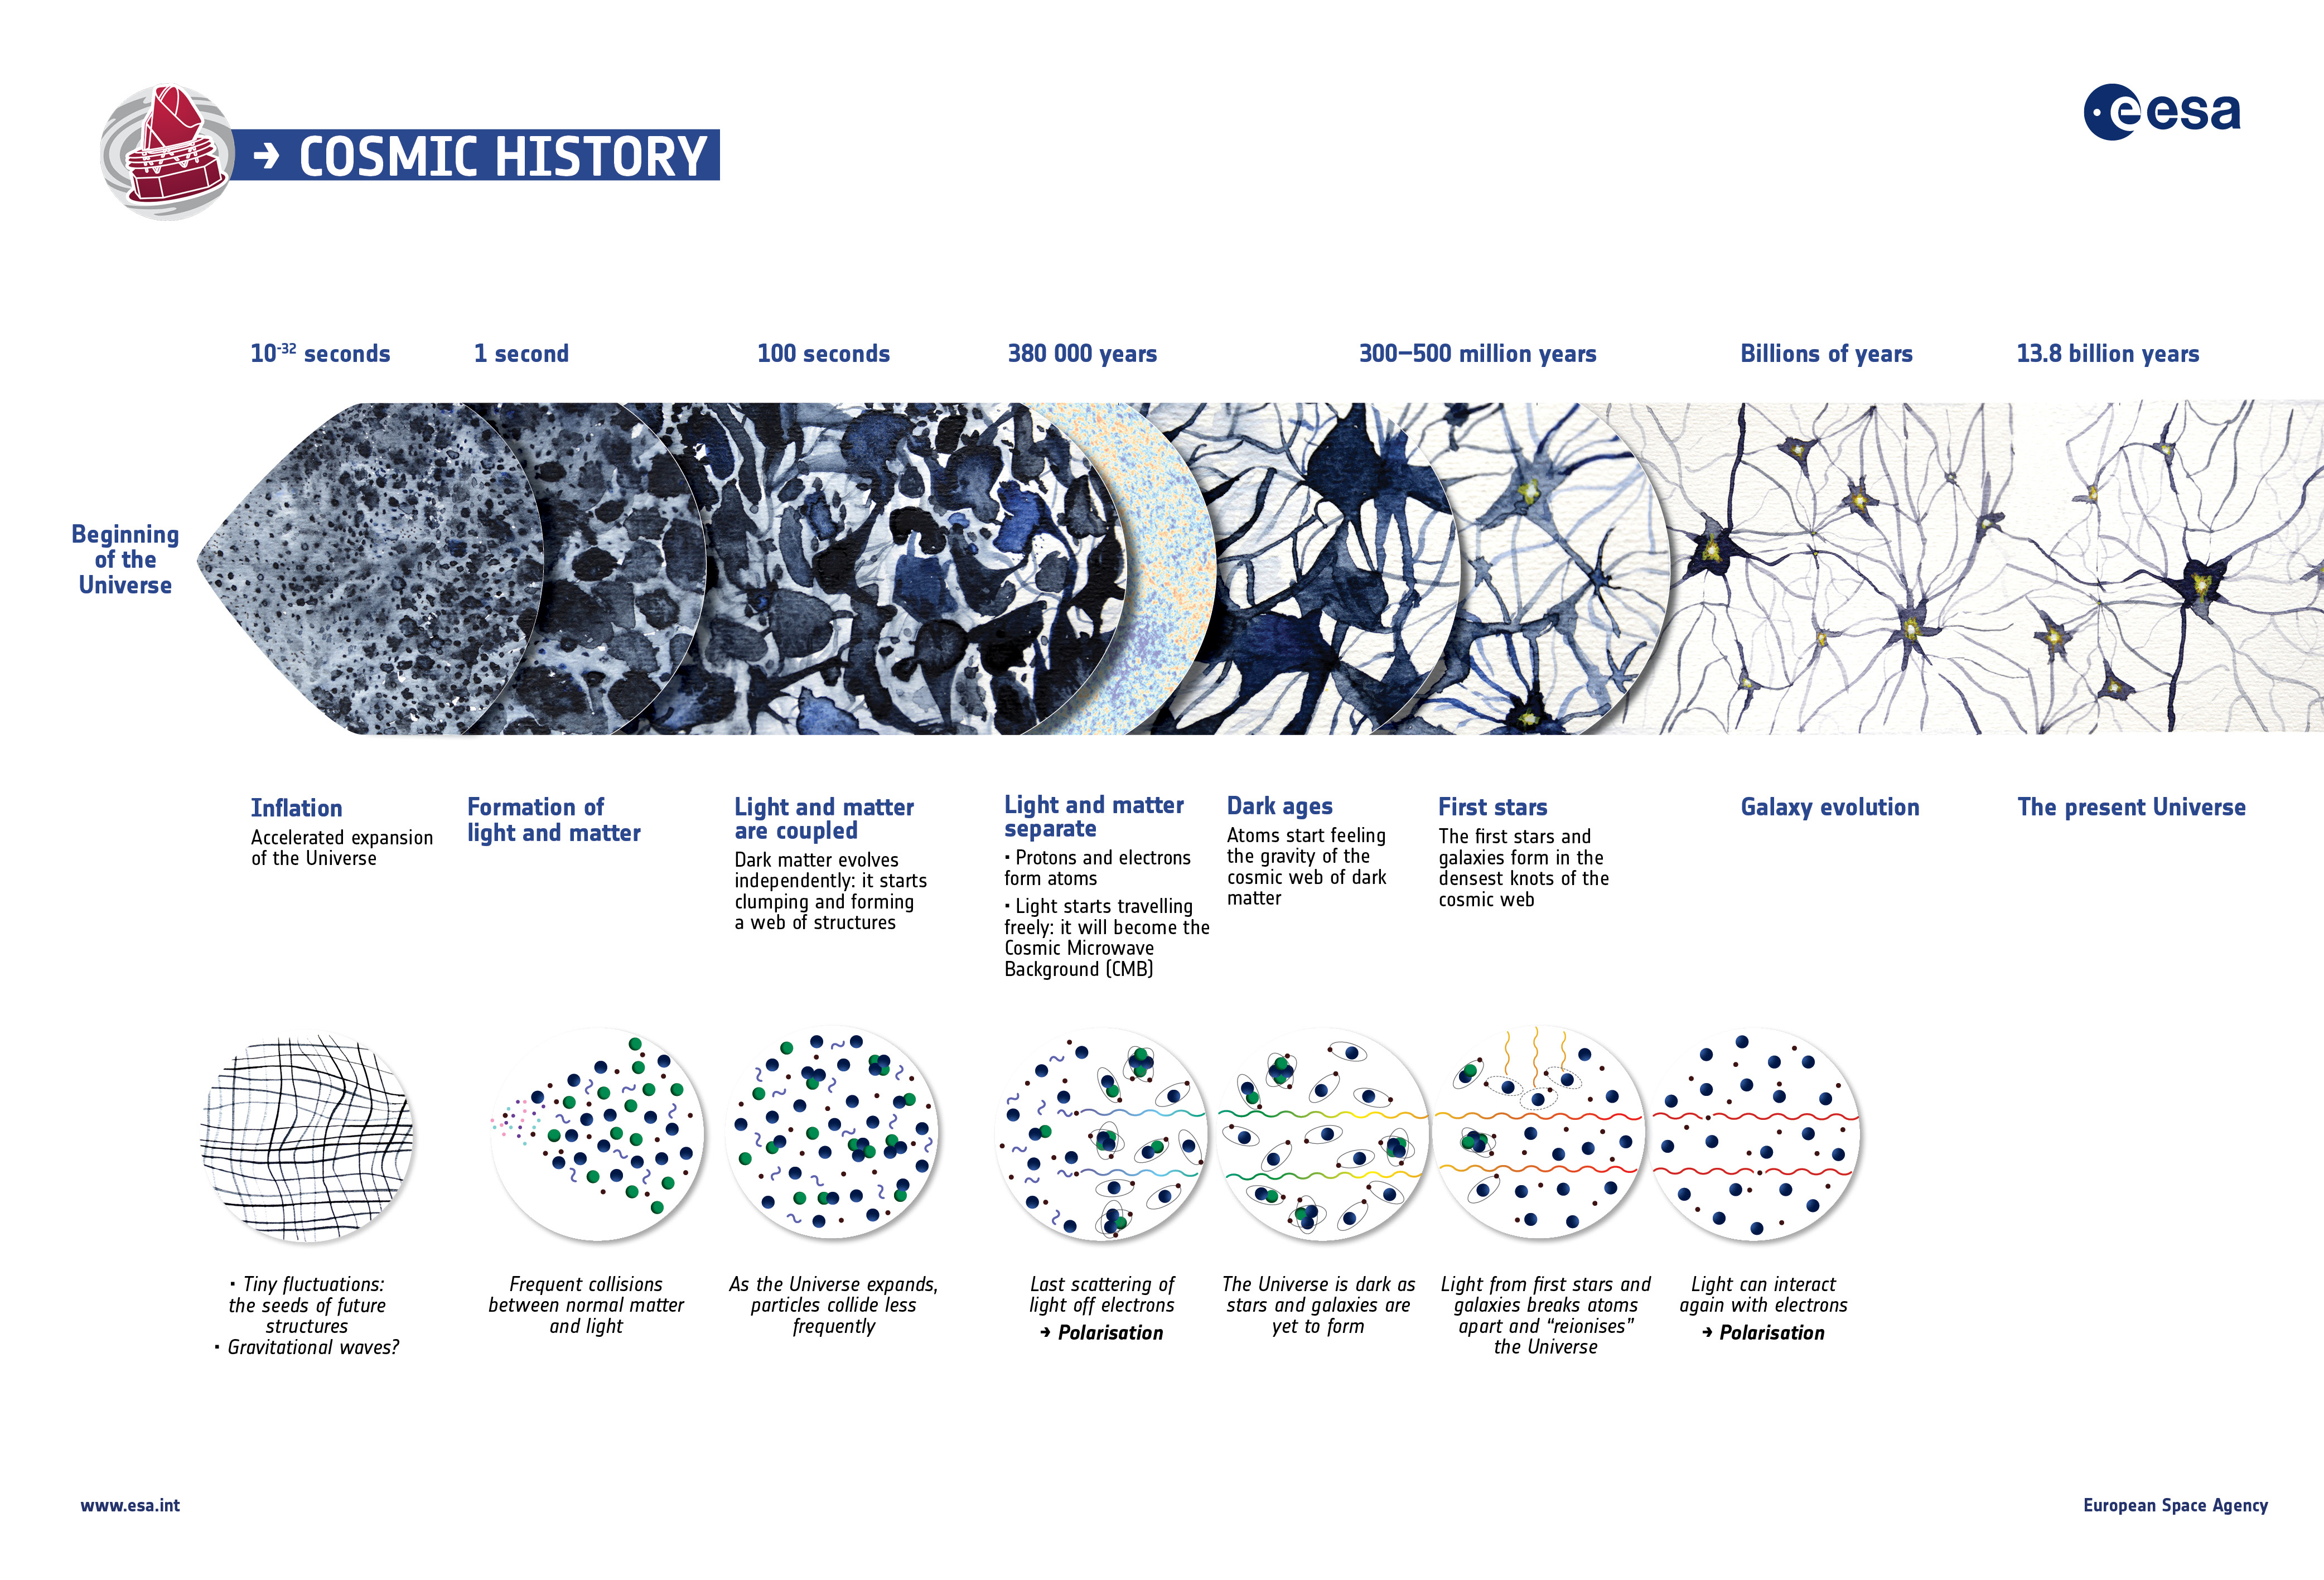 → COSMIC HISTORY
esa
10⁻³² seconds
1 second
100 seconds
380 000 years
300–500 million years
Billions of years
13.8 billion years
Beginning
of the
Universe
Inflation
Accelerated expansion
of the Universe
Formation of
light and matter
Light and matter
are coupled
Dark matter evolves
independently: it starts
clumping and forming
a web of structures
Light and matter
separate
· Protons and electrons
form atoms
· Light starts travelling
freely: it will become the
Cosmic Microwave
Background (CMB)
Dark ages
Atoms start feeling
the gravity of the
cosmic web of dark
matter
First stars
The first stars and
galaxies form in the
densest knots of the
cosmic web
Galaxy evolution
The present Universe
· Tiny fluctuations:
the seeds of future
structures
· Gravitational waves?
Frequent collisions
between normal matter
and light
As the Universe expands,
particles collide less
frequently
Last scattering of
light off electrons
→ Polarisation
The Universe is dark as
stars and galaxies are
yet to form
Light from first stars and
galaxies breaks atoms
apart and “reionises”
the Universe
Light can interact
again with electrons
→ Polarisation
www.esa.int
European Space Agency